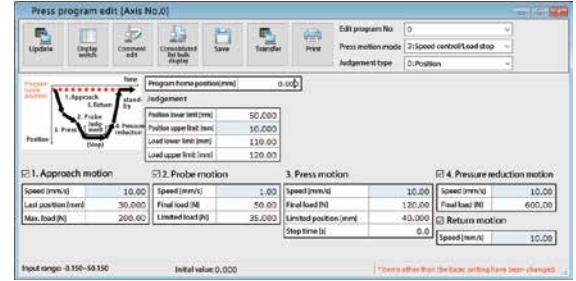 Press program edit [Axis No.0]
Update
Display switch
Comment edit
Consolidated list bulk display
Save
Transfer
Print
Edit program No. 0
Press motion mode 2:Speed control/Load stop
Judgement type 0:Position
Program home position
Time
1.Approach
5.Return
stand-by
2. Probe
3. Press
Judgment
4. Pressure reduction
(Stop)
Position
Program home position[mm] 0.000
Judgement
Position lower limit [mm] 50.000
Position upper limit [mm] 10.000
Load lower limit [mm] 110.00
Load upper limit [mm] 120.00
1. Approach motion
Speed [mm/s] 10.00
Last position [mm] 30.000
Max. load [N] 200.00
2. Probe motion
Speed [mm/s] 1.00
Final load [N] 50.00
Limited load [N] 35.000
3. Press motion
Speed [mm/s] 10.00
Final load [N] 120.00
Limited position [mm] 40.000
Stop time [s] 0.0
4. Pressure reduction motion
Speed [mm/s] 10.00
Final load [N] 600.00
Return motion
Speed [mm/s] 10.00
Input range: -0.150~50.150
Initial value: 0.000
*Items other than the basic setting have been changed.